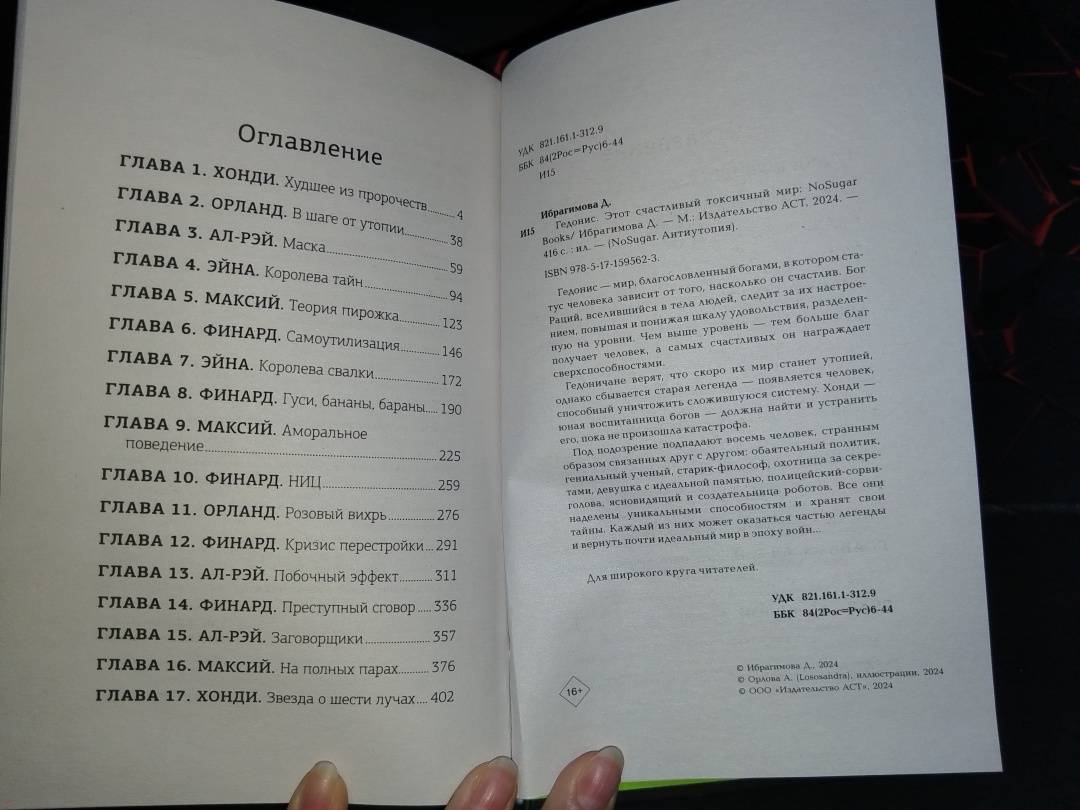 Оглавление
ГЛАВА 1. ХОНДИ. Худшее из пророчеств........4
ГЛАВА 2. ОРЛАНД. В шаге от утопии............38
ГЛАВА 3. АЛ-РЭЙ. Маска............................59
ГЛАВА 4. ЭЙНА. Королева тайн...................94
ГЛАВА 5. МАКСИЙ. Теория пирожка............123
ГЛАВА 6. ФИНАРД. Самоутилизация............146
ГЛАВА 7. ЭЙНА. Королева свалки................172
ГЛАВА 8. ФИНАРД. Гуси, бананы, бараны.....190
ГЛАВА 9. МАКСИЙ. Аморальное
поведение...............................................225
ГЛАВА 10. ФИНАРД. НИЦ...........................259
ГЛАВА 11. ОРЛАНД. Розовый вихрь.............276
ГЛАВА 12. ФИНАРД. Кризис перестройки...291
ГЛАВА 13. АЛ-РЭЙ. Побочный эффект.........311
ГЛАВА 14. ФИНАРД. Преступный сговор.....336
ГЛАВА 15. АЛ-РЭЙ. Заговорщики................357
ГЛАВА 16. МАКСИЙ. На полных парах..........376
ГЛАВА 17. ХОНДИ. Звезда о шести лучах....402
УДК 821.161.1-312.9
ББК 84(2Рос=Рус)6-44
И15
Ибрагимова Д.
И15 Гедонис. Этот счастливый токсичный мир: NoSugar
Books/ Ибрагимова Д. — М.: Издательство АСТ, 2024. —
416 с. : ил. — (NoSugar. Антиутопия).
ISBN 978-5-17-159562-3.
Гедонис — мир, благословленный богами, в котором ста-
тус человека зависит от того, насколько он счастлив. Бог
Раций, вселившийся в тела людей, следит за их настрое-
нием, повышая и понижая шкалу удовольствия, разделен-
ную на уровни. Чем выше уровень — тем больше благ
получает человек, а самых счастливых он награждает
сверхспособностями.
Гедоничане верят, что скоро их мир станет утопией,
однако сбывается старая легенда — появляется человек,
способный уничтожить сложившуюся систему. Хонди —
юная воспитанница богов — должна найти и устранить
его, пока не произошла катастрофа.
Под подозрение подпадают восемь человек, странным
образом связанных друг с другом: обаятельный политик,
гениальный ученый, старик-философ, охотница за секре-
тами, девушка с идеальной памятью, полицейский-сорви-
голова, ясновидящий и создательница роботов. Все они
наделены уникальными способностями и хранят свои
тайны. Каждый из них может оказаться частью легенды
и вернуть почти идеальный мир в эпоху войн...
Для широкого круга читателей.
УДК 821.161.1-312.9
ББК 84(2Рос=Рус)6-44
© Ибрагимова Д., 2024
© Орлова А. (Lososandra), иллюстрации, 2024
© ООО «Издательство АСТ», 2024
16+